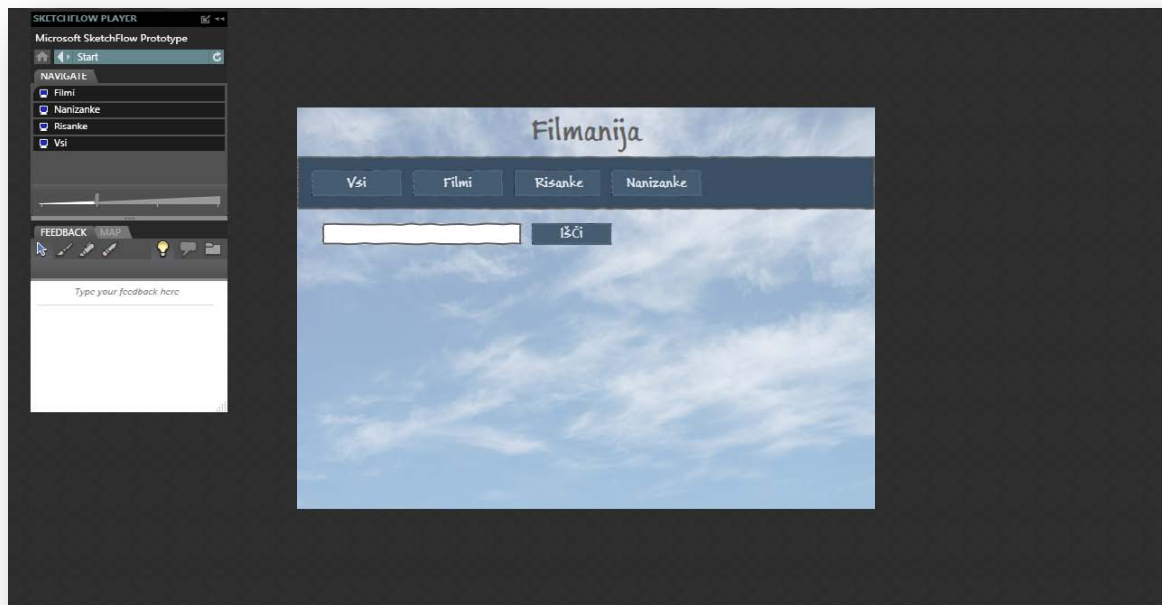 SKETCHFLOW PLAYER
Microsoft SketchFlow Prototype
Start
NAVIGATE
Filmi
Nanizanke
Risanke
Vsi
FEEDBACK MAP
Type your feedback here
Filmanija
Vsi Filmi Risanke Nanizanke
Išči